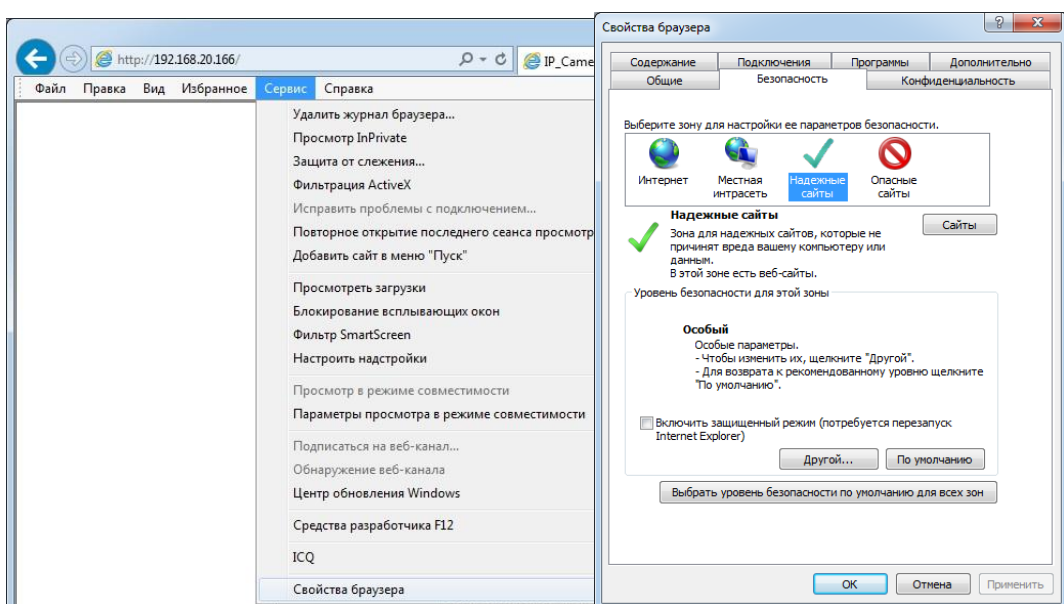 http://192.168.20.166/
IP_Came
Файл Правка Вид Избранное Сервис Справка
Удалить журнал браузера...
Просмотр InPrivate
Защита от слежения...
Фильтрация ActiveX
Исправить проблемы с подключением...
Повторное открытие последнего сеанса просмотр
Добавить сайт в меню "Пуск"
Просмотреть загрузки
Блокирование всплывающих окон
Фильтр SmartScreen
Настроить надстройки
Просмотр в режиме совместимости
Параметры просмотра в режиме совместимости
Подписаться на веб-канал...
Обнаружение веб-канала
Центр обновления Windows
Средства разработчика F12
ICQ
Свойства браузера
Свойства браузера
Содержание Подключения Программы Дополнительно
Общие Безопасность Конфиденциальность
Выберите зону для настройки ее параметров безопасности.
Интернет Местная Надежные Опасные
интрасеть сайты сайты
Надежные сайты
Сайты
Зона для надежных сайтов, которые не
причинят вреда вашему компьютеру или
данным.
В этой зоне есть веб-сайты.
Уровень безопасности для этой зоны
Особый
Особые параметры.
- Чтобы изменить их, щелкните "Другой".
- Для возврата к рекомендованному уровню щелкните
"По умолчанию".
Включить защищенный режим (потребуется перезапуск
Internet Explorer)
Другой... По умолчанию
Выбрать уровень безопасности по умолчанию для всех зон
OK Отмена Применить